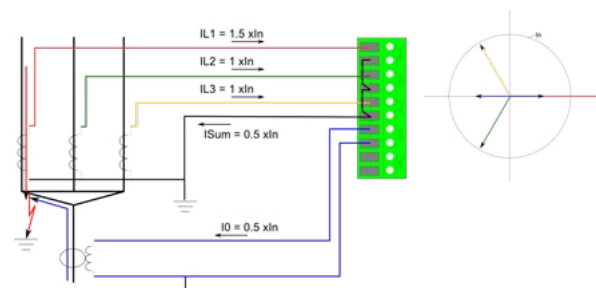 IL1 = 1.5 xIn
IL2 = 1 xIn
IL3 = 1 xIn
ISum = 0.5 xIn
I0 = 0.5 xIn
In